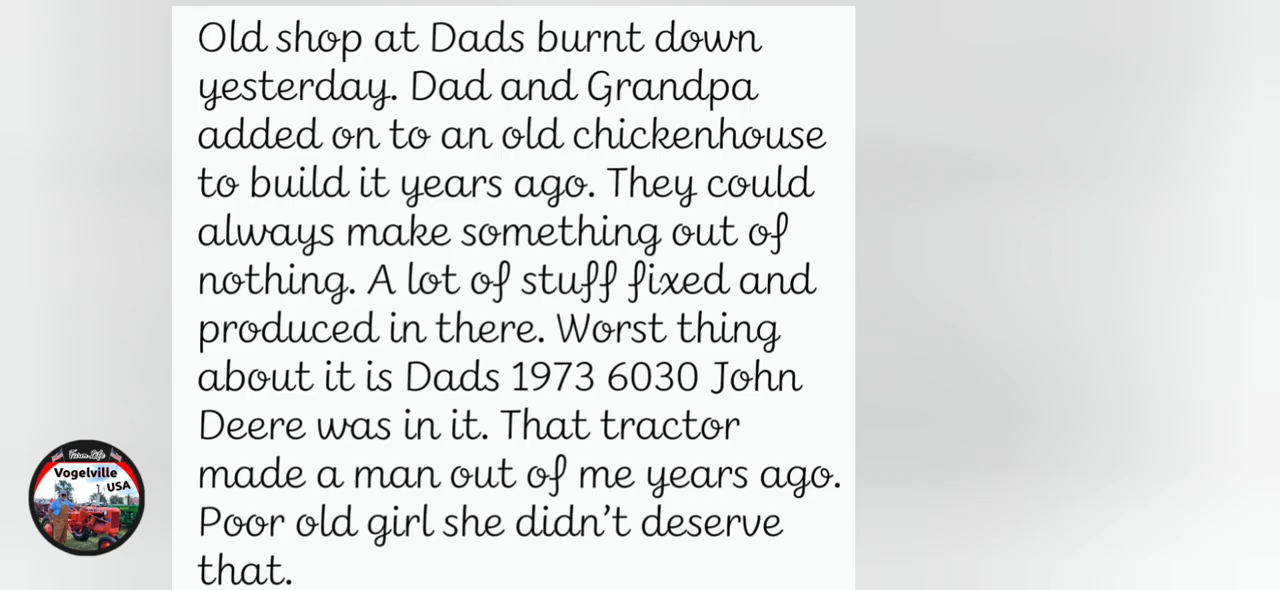 Old shop at Dads burnt down
yesterday. Dad and Grandpa
added on to an old chickenhouse
to build it years ago. They could
always make something out of
nothing. A lot of stuff fixed and
produced in there. Worst thing
about it is Dads 1973 6030 John
Deere was in it. That tractor
made a man out of me years ago.
Poor old girl she didn't deserve
that.
Farm Life
Vogelville
USA